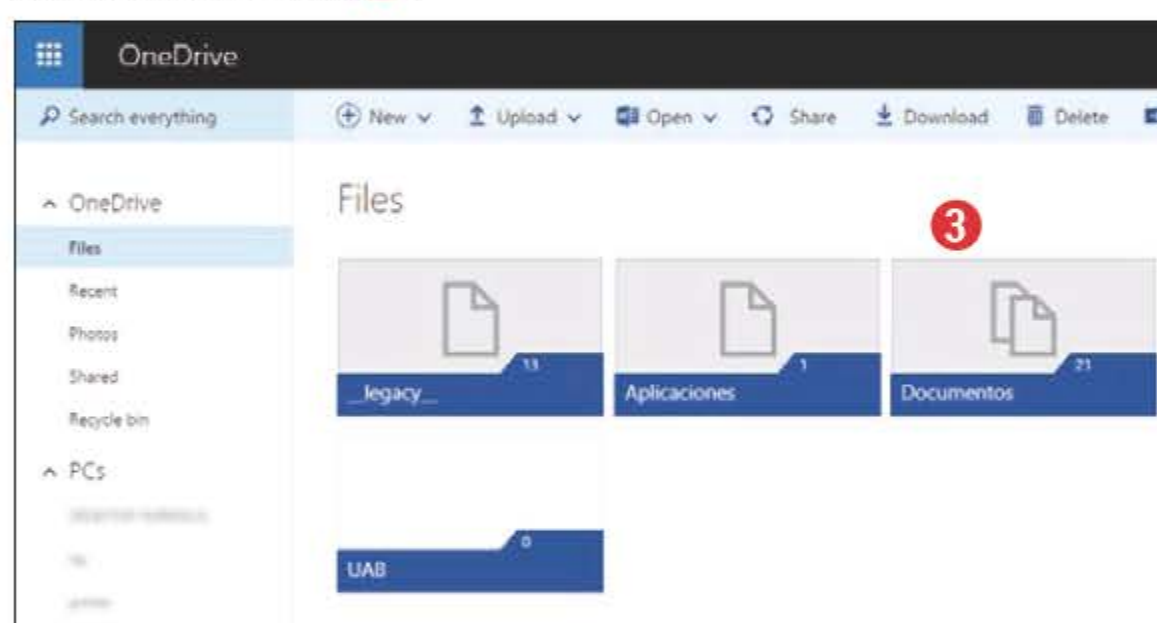 OneDrive
Search everything
New Upload Open Share Download Delete
OneDrive
Files
Recent
Photos
Shared
Recycle bin
PCs
Files
3
13
__legacy__
1
Aplicaciones
21
Documentos
0
UAB